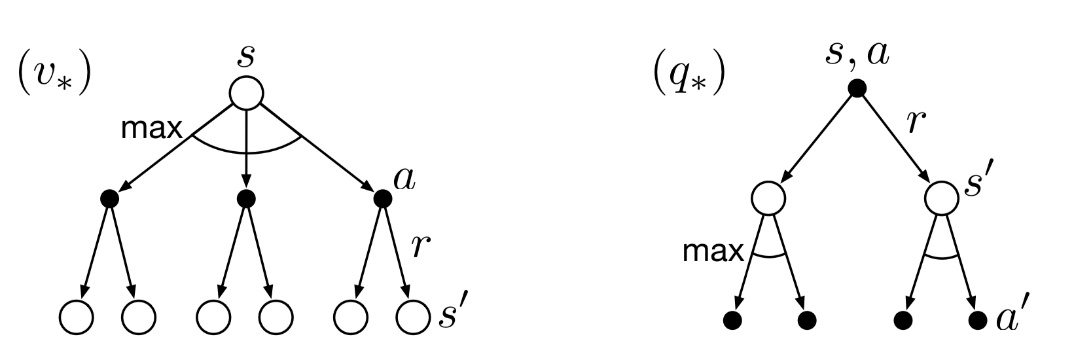 (v∗) s
max
a
r
s′
(q∗) s, a
r
s′
max
a′